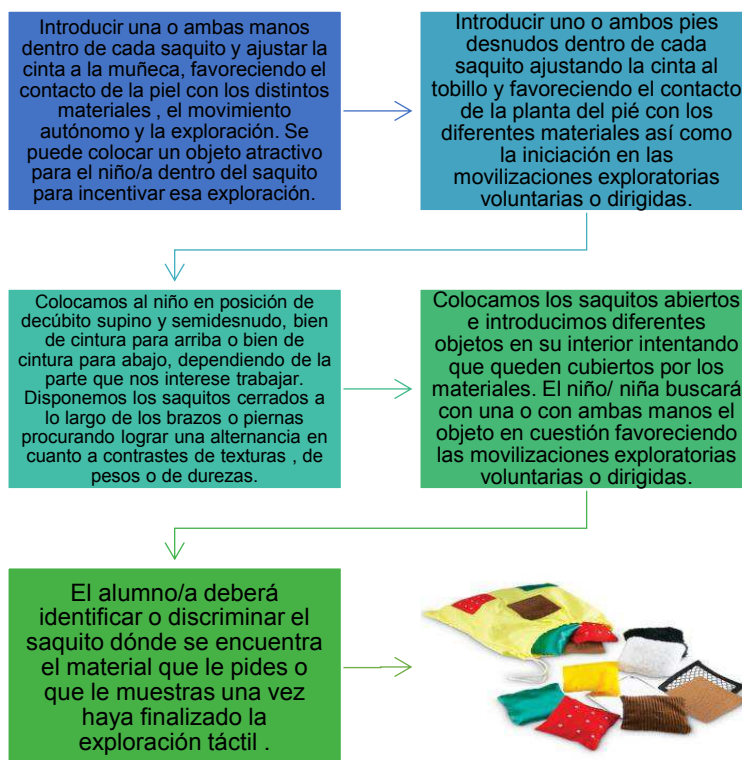 Introducir una o ambas manos
dentro de cada saquito y ajustar la
cinta a la muñeca, favoreciendo el
contacto de la piel con los distintos
materiales , el movimiento
autónomo y la exploración. Se
puede colocar un objeto atractivo
para el niño/a dentro del saquito
para incentivar esa exploración.
Introducir uno o ambos pies
desnudos dentro de cada
saquito ajustando la cinta al
tobillo y favoreciendo el contacto
de la planta del pié con los
diferentes materiales así como
la iniciación en las
movilizaciones exploratorias
voluntarias o dirigidas.
Colocamos al niño en posición de
decúbito supino y semidesnudo, bien
de cintura para arriba o bien de
cintura para abajo, dependiendo de la
parte que nos interese trabajar.
Disponemos los saquitos cerrados a
lo largo de los brazos o piernas
procurando lograr una alternancia en
cuanto a contrastes de texturas , de
pesos o de durezas.
Colocamos los saquitos abiertos
e introducimos diferentes
objetos en su interior intentando
que queden cubiertos por los
materiales. El niño/ niña buscará
con una o con ambas manos el
objeto en cuestión favoreciendo
las movilizaciones exploratorias
voluntarias o dirigidas.
El alumno/a deberá
identificar o discriminar el
saquito dónde se encuentra
el material que le pides o
que le muestras una vez
haya finalizado la
exploración táctil .